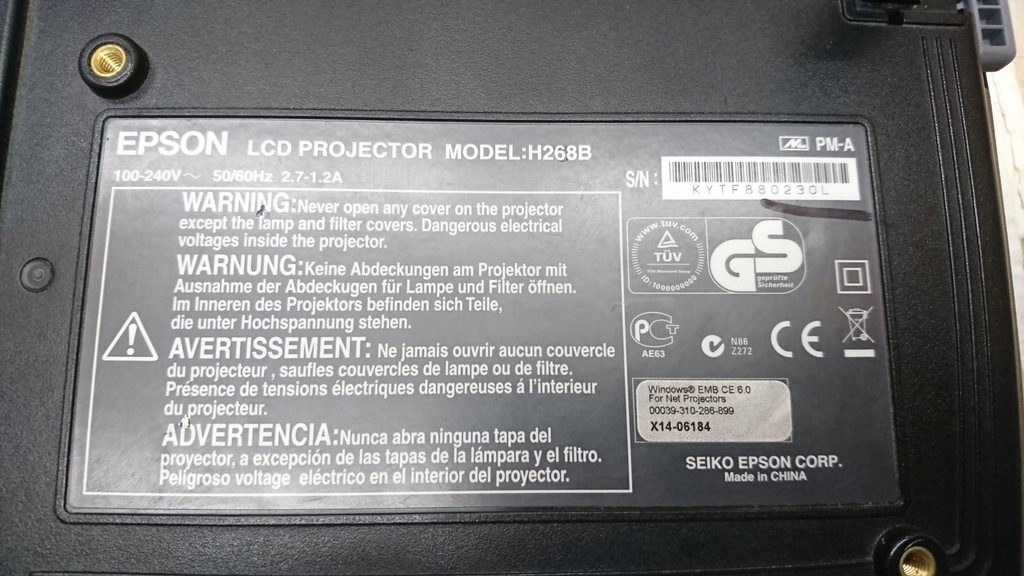 EPSON LCD PROJECTOR MODEL:H268B
100-240V～ 50/60Hz 2.7-1.2A
PM-A
S/N:
KYTF880230L
WARNING:Never open any cover on the projector
except the lamp and filter covers. Dangerous electrical
voltages inside the projector.
WARNUNG:Keine Abdeckungen am Projektor mit
Ausnahme der Abdeckugen für Lampe und Filter öffnen.
Im Inneren des Projektors befinden sich Teile,
die unter Hochspannung stehen.
AVERTISSEMENT: Ne jamais ouvrir aucun couvercle
du projecteur , saufles couvercles de lampe ou de filtre.
Présence de tensions électriques dangereuses á l'interieur
du projecteur.
ADVERTENCIA:Nunca abra ninguna tapa del
proyector, a excepción de las tapas de la lámpara y el filtro.
Peligroso voltage eléctrico en el interior del proyector.
www.tuv.com
TÜV
ID:1000000000
GS
geprüfte
Sicherheit
PCT
AE63
N86
Z272
CE
Windows® EMB CE 6.0
For Net Projectors
00039-310-286-899
X14-06184
SEIKO EPSON CORP.
Made in CHINA